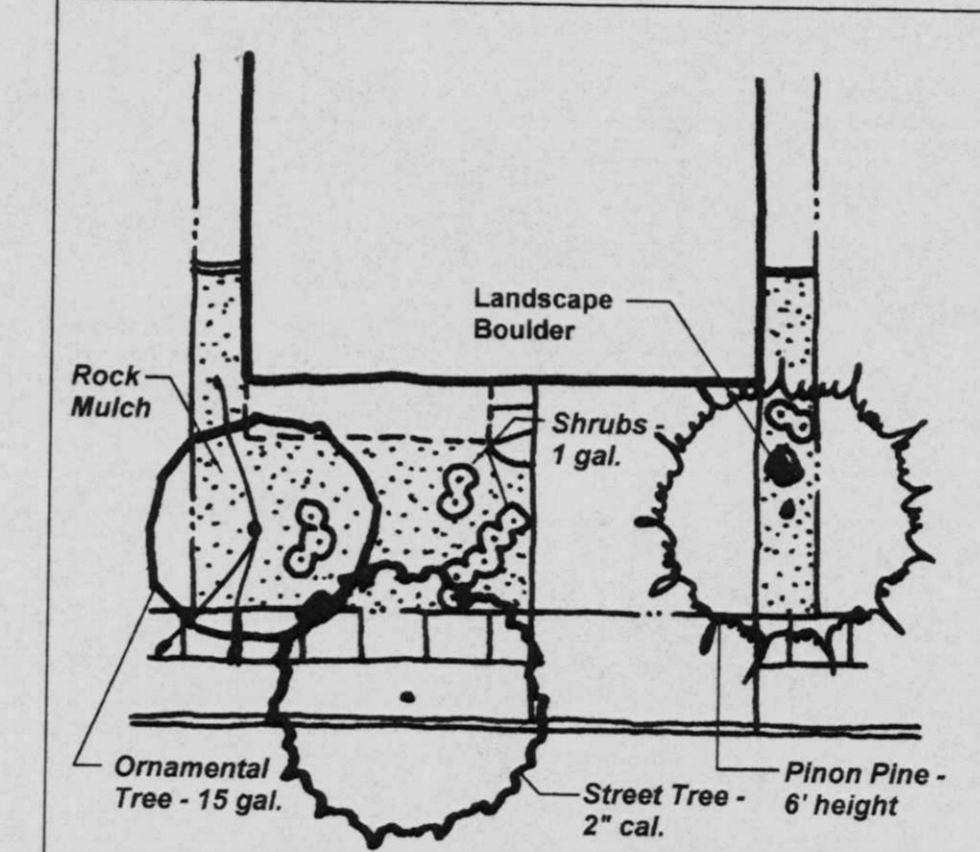 Landscape
Boulder
Rock
Mulch
Shrubs -
1 gal.
Ornamental
Tree - 15 gal.
Street Tree -
2" cal.
Pinon Pine -
6' height